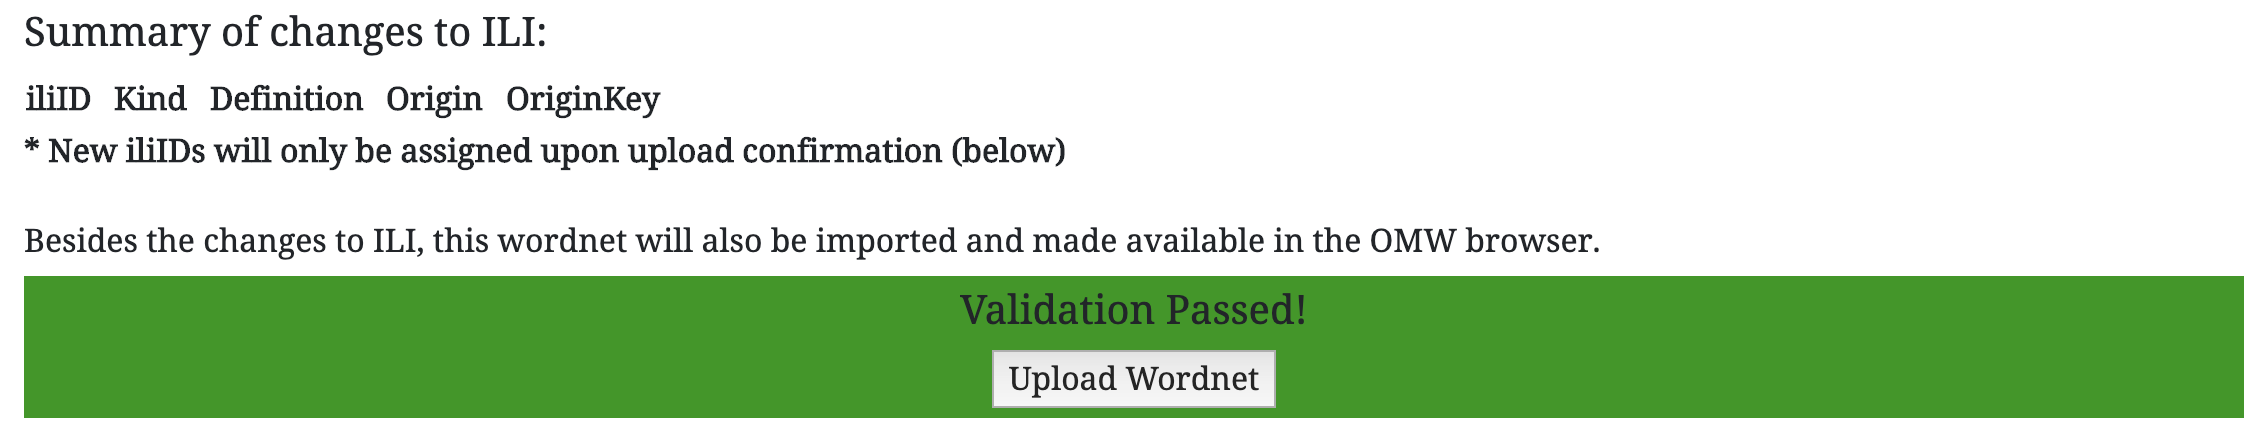 Summary of changes to ILI:
iliID Kind Definition Origin OriginKey
* New iliIDs will only be assigned upon upload confirmation (below)
Besides the changes to ILI, this wordnet will also be imported and made available in the OMW browser.
Validation Passed!
Upload Wordnet